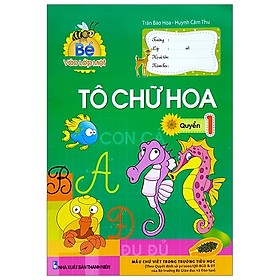 Trần Bảo Hòa - Huỳnh Cẩm Thu
Bé
Vào Lớp Một
Trường:
Lớp:
Họ và tên:
Năm học:
TÔ CHỮ HOA
Quyển 1
CON CÁ
B A
Đ
ĐU ĐỦ
MẪU CHỮ VIẾT TRONG TRƯỜNG TIỂU HỌC
NHÀ XUẤT BẢN THANH NIÊN